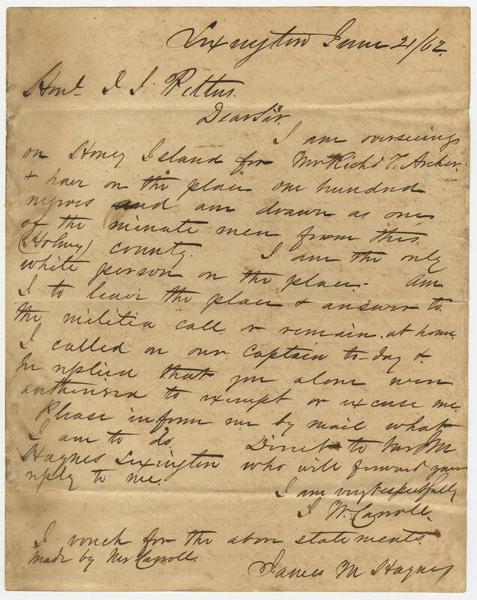 Lexington June 21/62.
Honl. J. J. Pettus.
Dear Sir
I am overseeing
on Honey Island for Mr Richd T. Archer
& have on the place one hundred
negros and am drawn as one
of the minute men from this
(Holmes) county. I am the only
white person on the place. Am
I to leave the place & answer to
the militia call or remain at home.
I called on our Captain to-day &
he replied that you alone were
authorised to exempt or excuse me.
Please inform me by mail what
I am to do. Direct to Mr J M
Haynes Lexington who will forward your
reply to me.
I am very respectfully
J. W. Carroll.
I vouch for the above statements
made by Mr Carroll.
James M Haynes